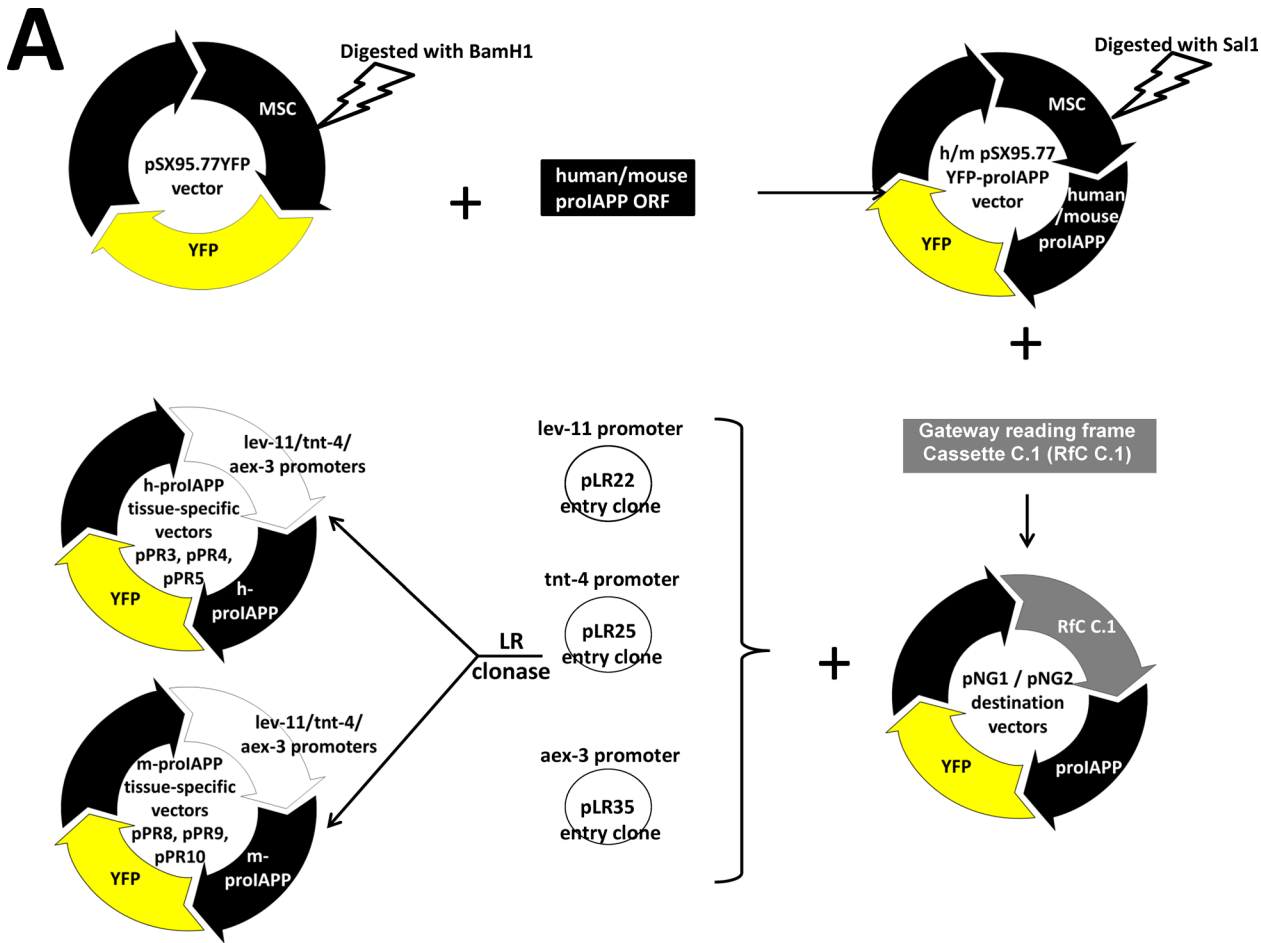 A
Digested with BamH1
MSC
pSX95.77YFP
vector
YFP
+
human/mouse
proIAPP ORF
Digested with Sal1
MSC
h/m pSX95.77
YFP-proIAPP
vector
human
/mouse
proIAPP
YFP
+
Gateway reading frame
Cassette C.1 (RfC C.1)
RfC C.1
pNG1 / pNG2
destination
vectors
proIAPP
YFP
+
lev-11 promoter
pLR22
entry clone
tnt-4 promoter
pLR25
entry clone
aex-3 promoter
pLR35
entry clone
LR
clonase
lev-11/tnt-4/
aex-3 promoters
h-proIAPP
tissue-specific
vectors
pPR3, pPR4,
pPR5
h-
proIAPP
YFP
lev-11/tnt-4/
aex-3 promoters
m-proIAPP
tissue-specific
vectors
pPR8, pPR9,
pPR10
m-
proIAPP
YFP